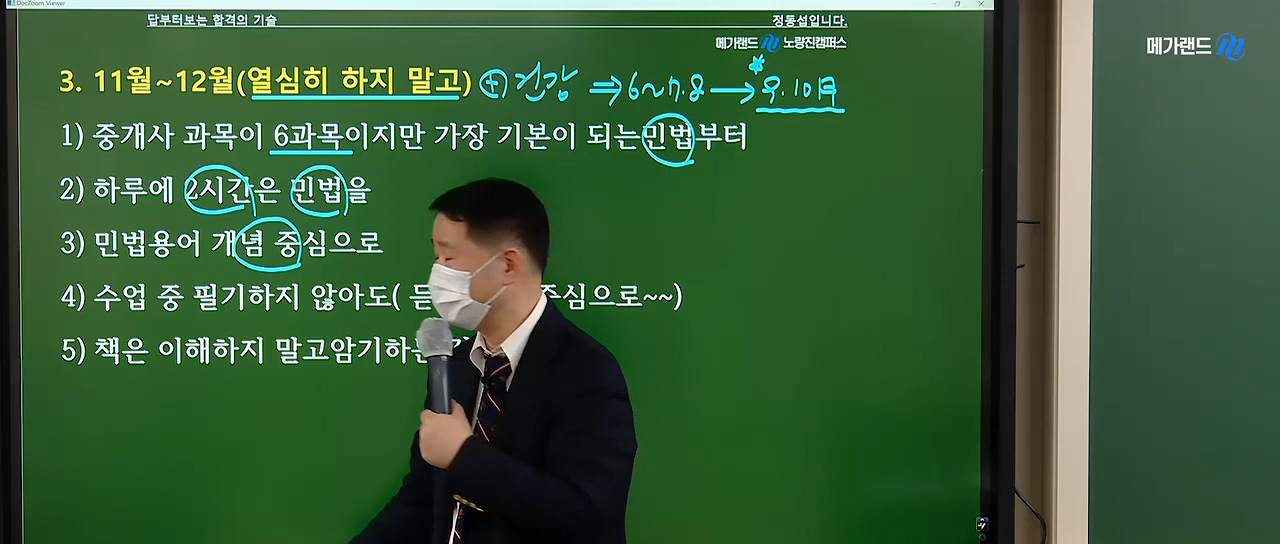 DocZoom Viewer
답부터보는 합격의 기술 정동섭입니다.
메가랜드 노량진캠퍼스
메가랜드
3. 11월~12월(열심히 하지 말고) ⊕ 건강 ⇒ 6~7.8 → 9.10月
1) 중개사 과목이 6과목이지만 가장 기본이 되는민법부터
2) 하루에 2시간은 민법을
3) 민법용어 개념 중심으로
4) 수업 중 필기하지 않아도( 듣 중심으로~~)
5) 책은 이해하지 말고암기하는